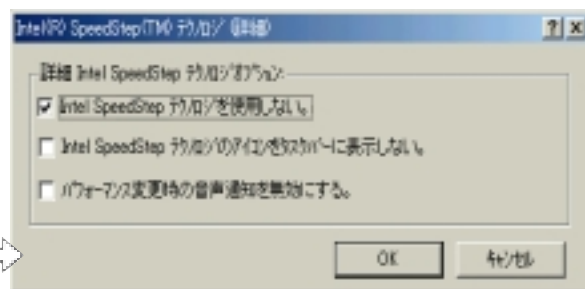 Intel(R) SpeedStep(TM) ﾃｸﾉﾛｼﾞ (詳細)
詳細 Intel SpeedStep ﾃｸﾉﾛｼﾞ ｵﾌﾟｼｮﾝ:
Intel SpeedStep ﾃｸﾉﾛｼﾞを使用しない。
Intel SpeedStep ﾃｸﾉﾛｼﾞのｱｲｺﾝをﾀｽｸﾊﾞｰに表示しない。
ﾊﾟﾌｫｰﾏﾝｽ変更時の音声通知を無効にする。
OK
ｷｬﾝｾﾙ